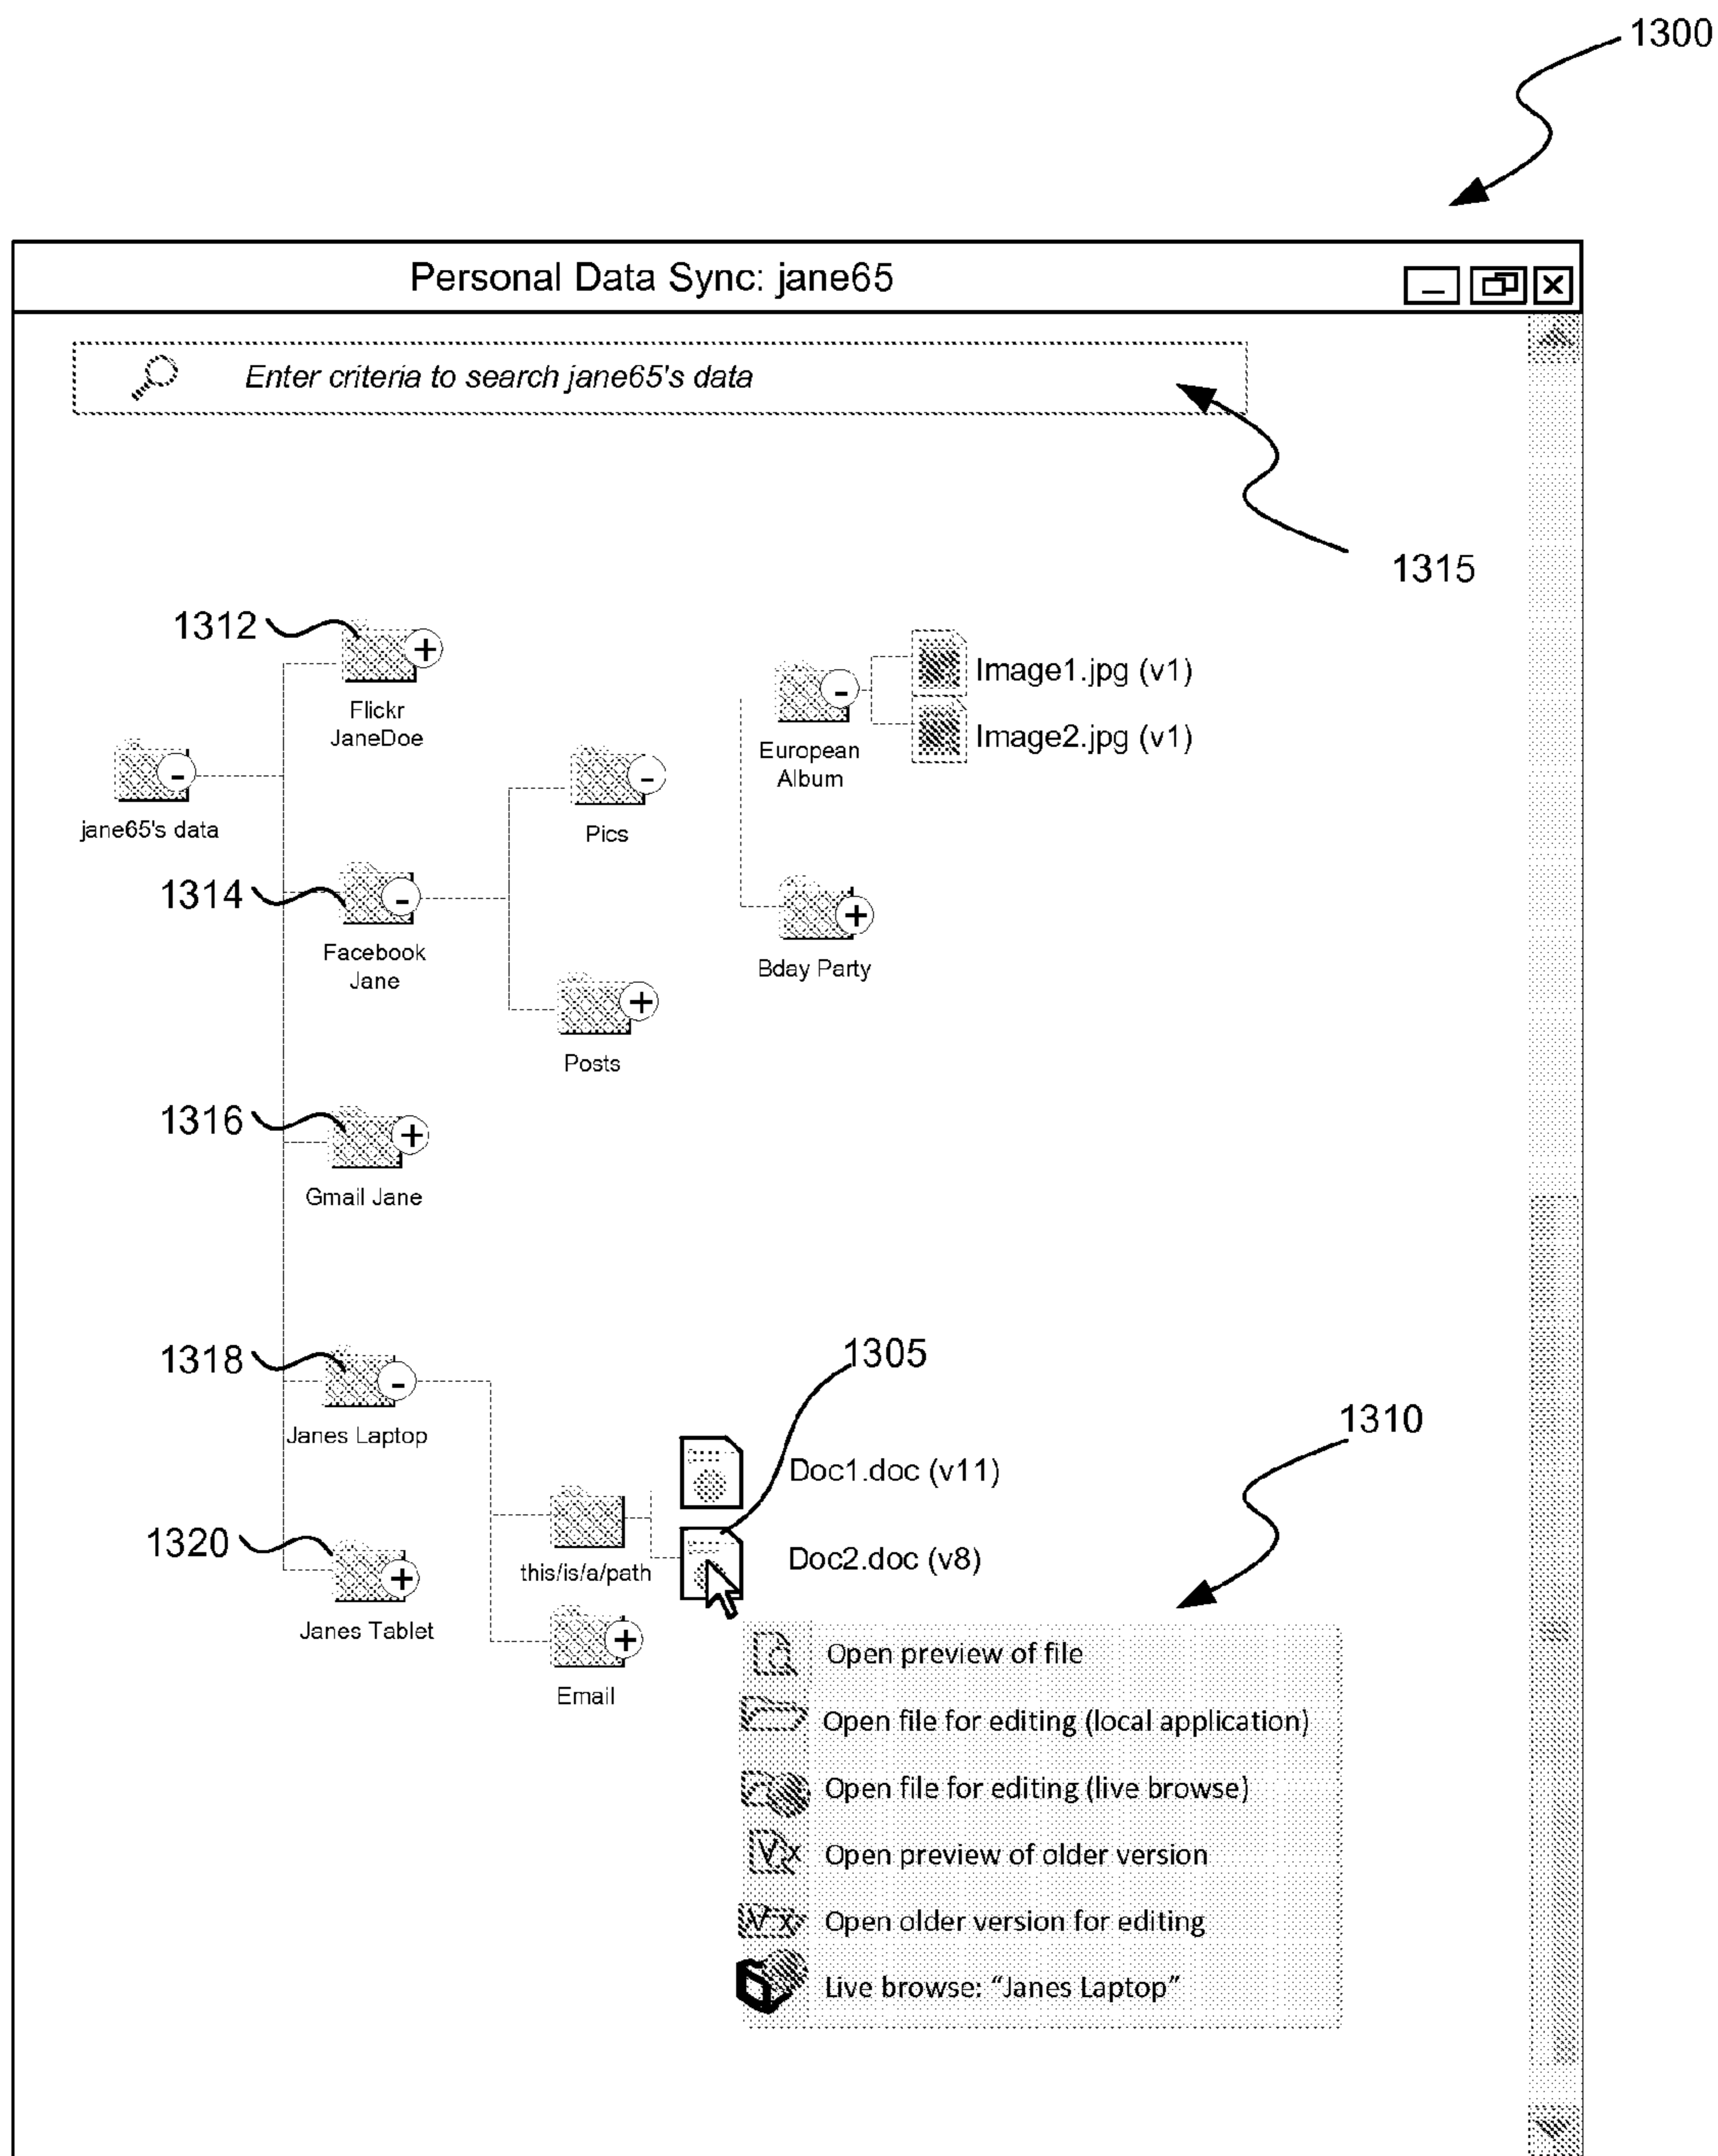 1300
Personal Data Sync: jane65
Enter criteria to search jane65's data
1315
1312
Flickr
JaneDoe
jane65's data
1314
Facebook
Jane
Pics
Posts
European
Album
Image1.jpg (v1)
Image2.jpg (v1)
Bday Party
1316
Gmail Jane
1318
Janes Laptop
1305
1310
Doc1.doc (v11)
1320
this/is/a/path
Doc2.doc (v8)
Janes Tablet
Email
Open preview of file
Open file for editing (local application)
Open file for editing (live browse)
Open preview of older version
Open older version for editing
Live browse: “Janes Laptop”